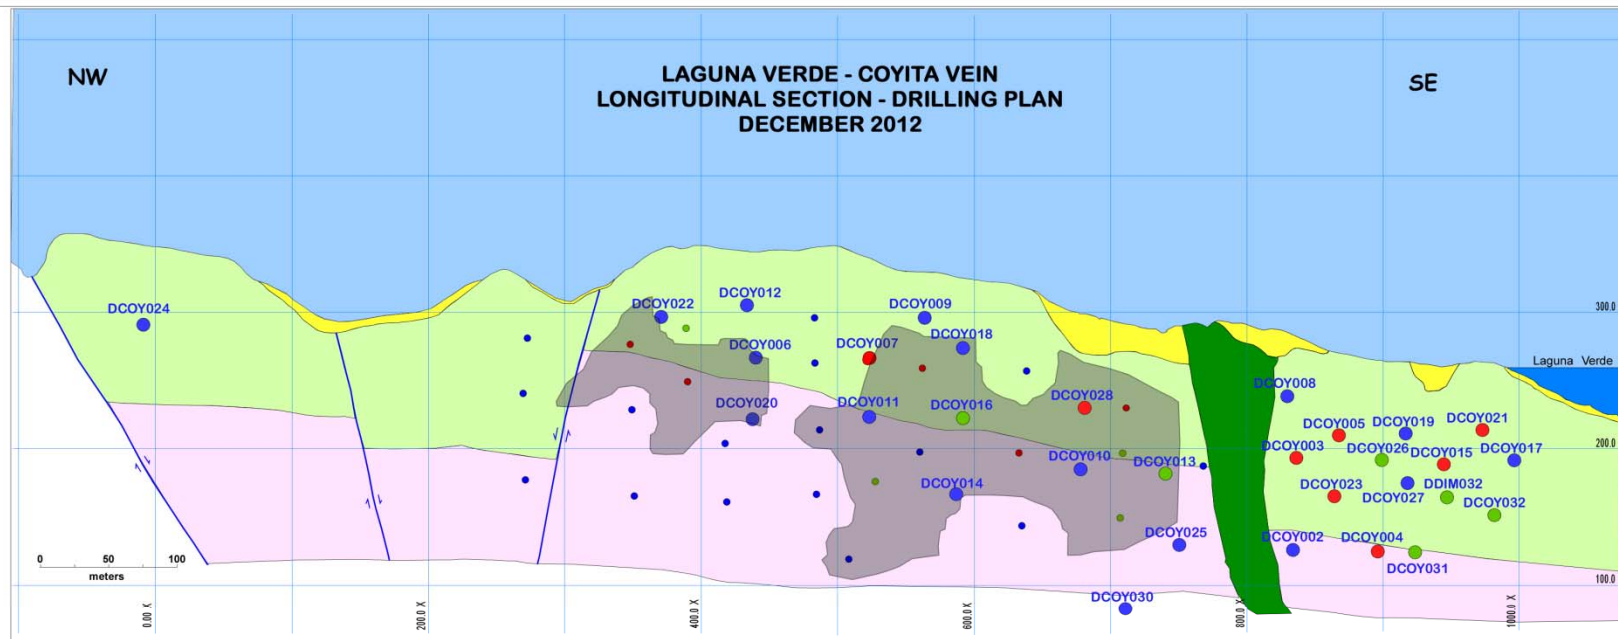 NW
SE
LAGUNA VERDE - COYITA VEIN
LONGITUDINAL SECTION - DRILLING PLAN
DECEMBER 2012
DCOY024
DCOY022
DCOY012
DCOY009
DCOY018
DCOY006
DCOY007
DCOY020
DCOY011
DCOY016
DCOY028
DCOY010
DCOY013
DCOY014
DCOY025
DCOY030
300.0
Laguna Verde
DCOY008
DCOY005
DCOY019
DCOY021
DCOY003
DCOY026
DCOY015
DCOY017
200.0
DCOY023
DCOY027
DDIM032
DCOY032
DCOY002
DCOY004
DCOY031
100.0
0 50 100
meters
0.00 X
200.0 X
400.0 X
600.0 X
800.0 X
1000.0 X